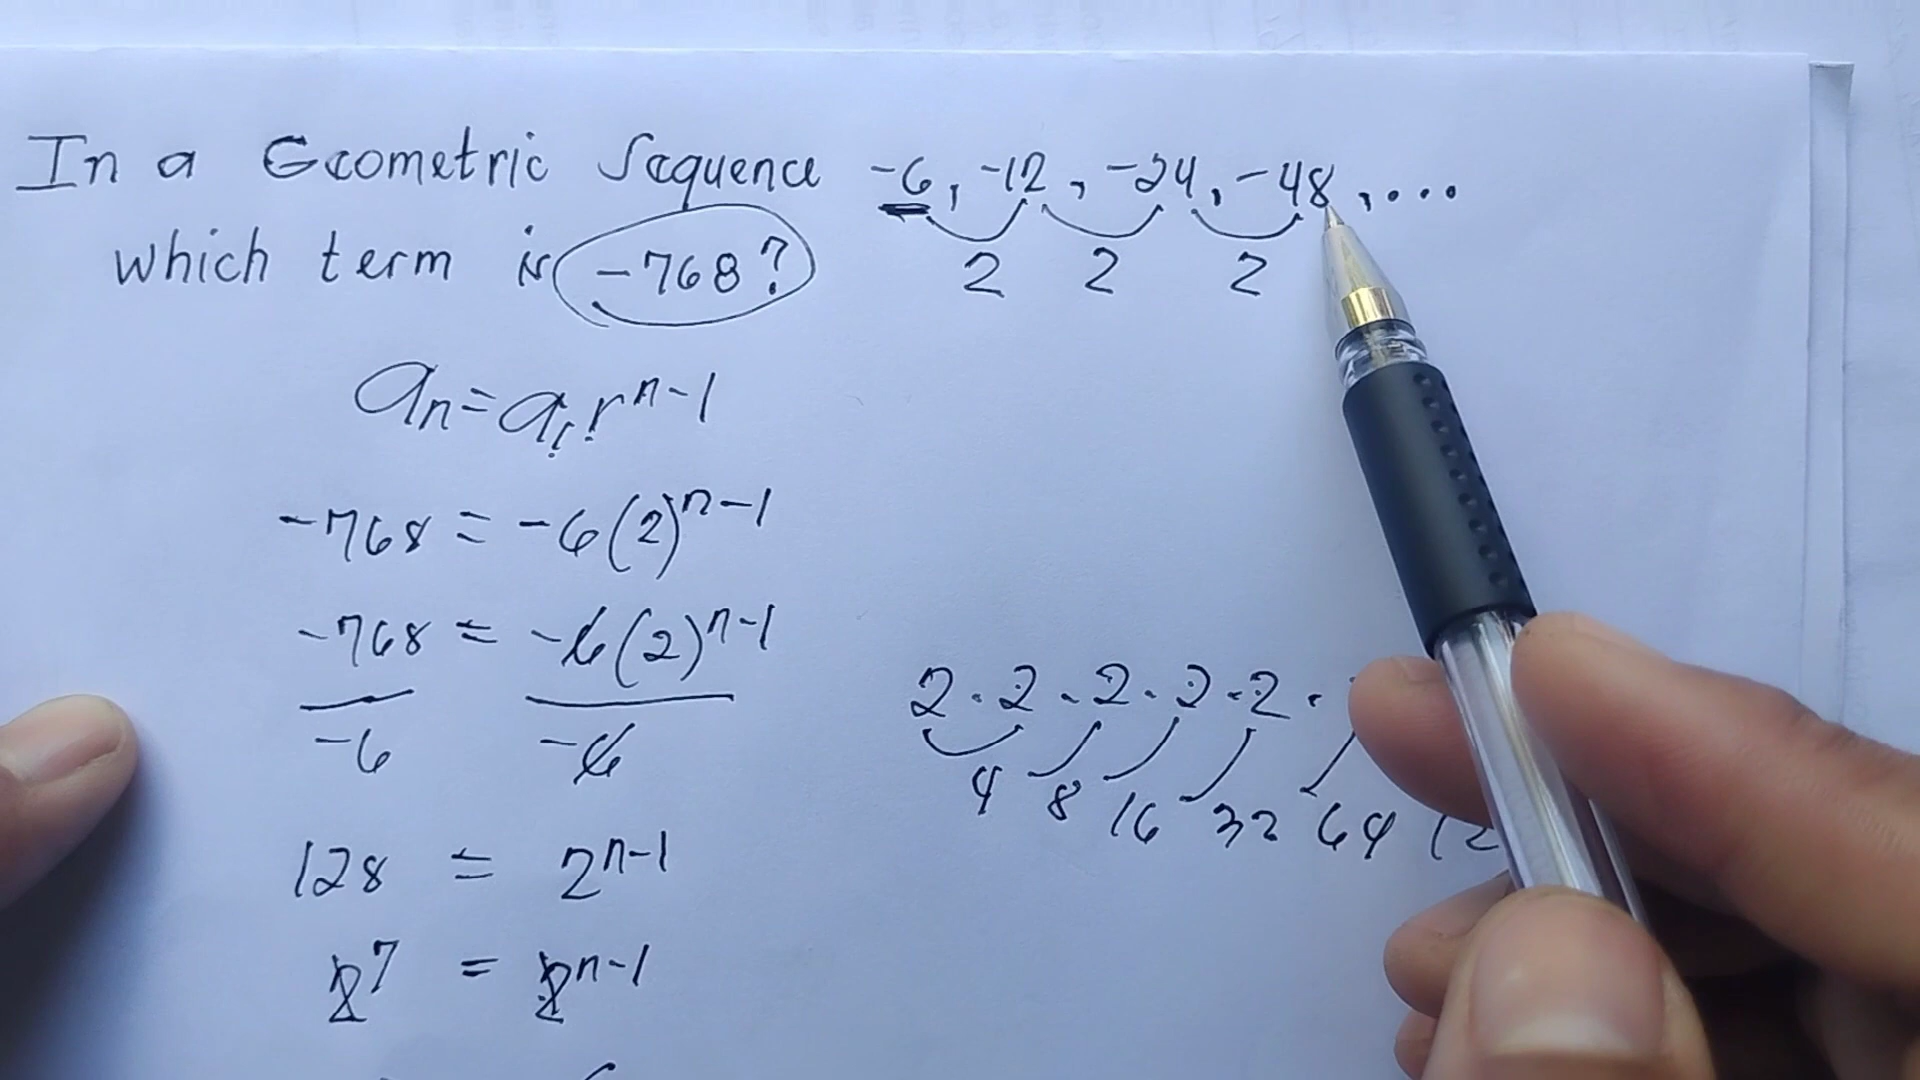 In a Geometric Sequence -6, -12, -24, -48, ....
which term is -768?
2 2 2
an = a1 r^n-1
-768 = -6(2)^n-1
-768 = -6(2)^n-1
-6 -6
2 · 2 · 2 · 2 · 2 ·
4 8 16 32 64
128 = 2^n-1
2^7 = 2^n-1